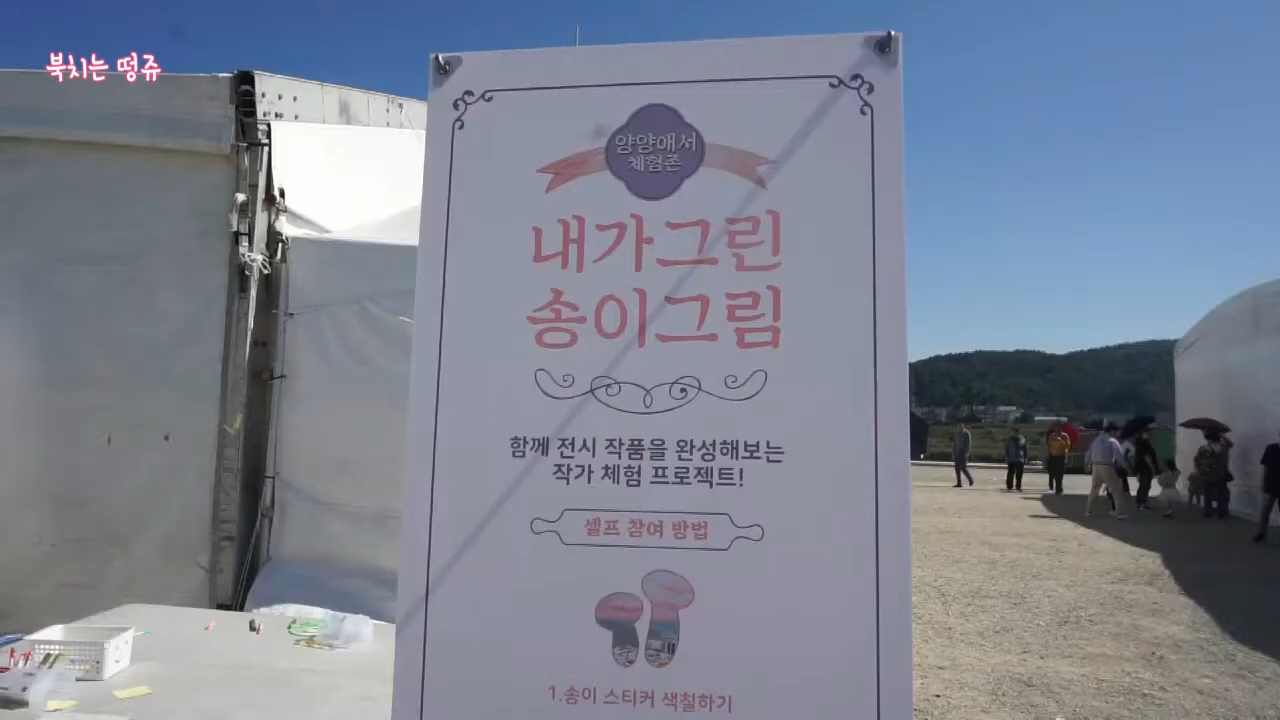 북치는 떵쥬
양양애서
체험존
내가그린
송이그림
함께 전시 작품을 완성해보는
작가 체험 프로젝트!
셀프 참여 방법
1.송이 스티커 색칠하기